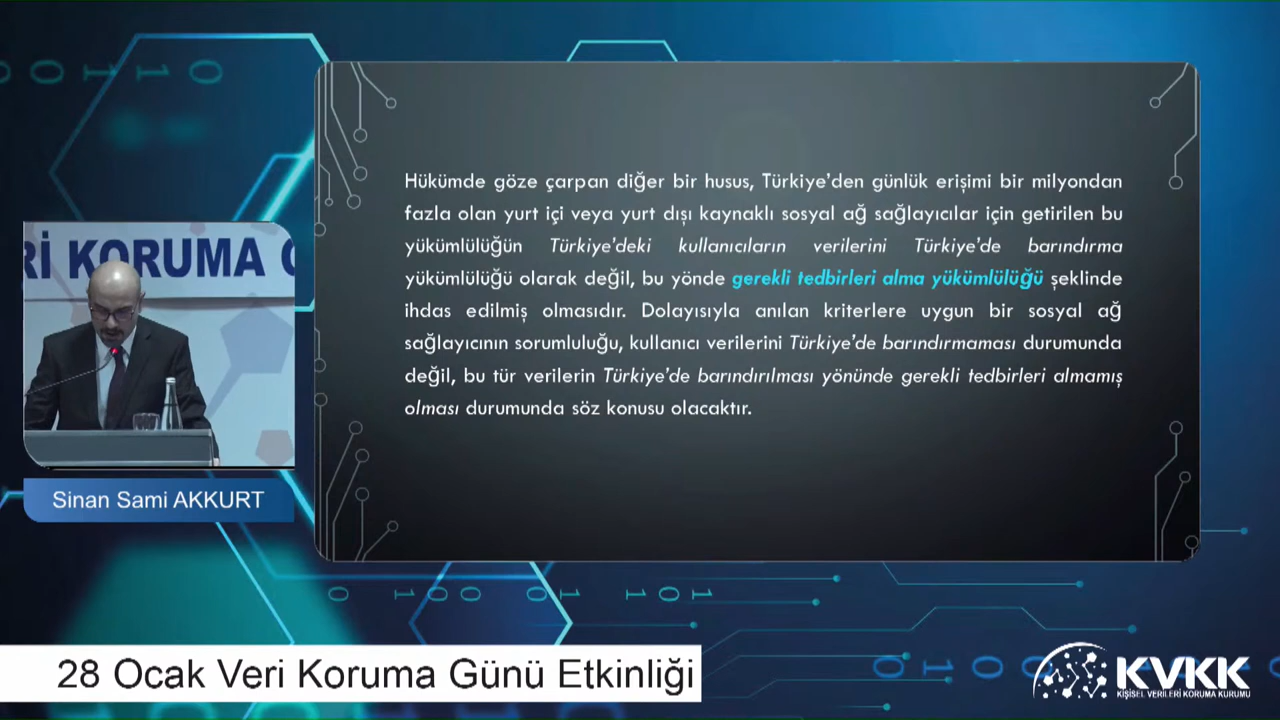 Hükümde göze çarpan diğer bir husus, Türkiye'den günlük erişimi bir milyondan
fazla olan yurt içi veya yurt dışı kaynaklı sosyal ağ sağlayıcılar için getirilen bu
yükümlülüğün Türkiye'deki kullanıcıların verilerini Türkiye'de barındırma
yükümlülüğü olarak değil, bu yönde gerekli tedbirleri alma yükümlülüğü şeklinde
ihdas edilmiş olmasıdır. Dolayısıyla anılan kriterlere uygun bir sosyal ağ
sağlayıcının sorumluluğu, kullanıcı verilerini Türkiye'de barındırmaması durumunda
değil, bu tür verilerin Türkiye'de barındırılması yönünde gerekli tedbirleri almamış
olması durumunda söz konusu olacaktır.
Rİ KORUMA G
Sinan Sami AKKURT
28 Ocak Veri Koruma Günü Etkinliği
KVKK
KİŞİSEL VERİLERİ KORUMA KURUMU